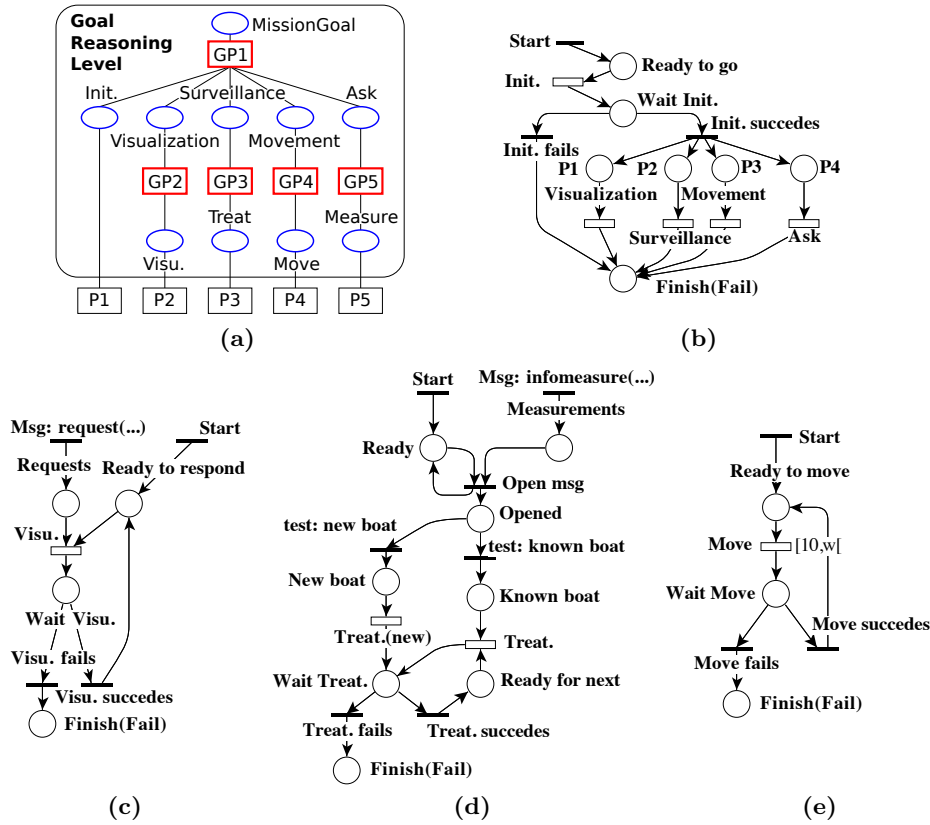 Goal
Reasoning
Level
MissionGoal
GP1
Init.
Surveillance
Ask
Visualization
Movement
GP2
GP3
GP4
GP5
Treat
Measure
Visu.
Move
P1
P2
P3
P4
P5
(a)
Start
Ready to go
Init.
Wait Init.
Init. succedes
Init. fails
P1
P2
P3
P4
Visualization
Movement
Surveillance
Ask
Finish(Fail)
(b)
Msg: request(...)
Start
Requests
Ready to respond
Visu.
Wait Visu.
Visu. fails
Visu. succedes
Finish(Fail)
(c)
Start
Msg: infomeasure(...)
Measurements
Ready
Open msg
Opened
test: new boat
test: known boat
New boat
Known boat
Treat.(new)
Treat.
Wait Treat.
Ready for next
Treat. fails
Treat. succedes
Finish(Fail)
(d)
Start
Ready to move
Move
[10,w[
Wait Move
Move succedes
Move fails
Finish(Fail)
(e)